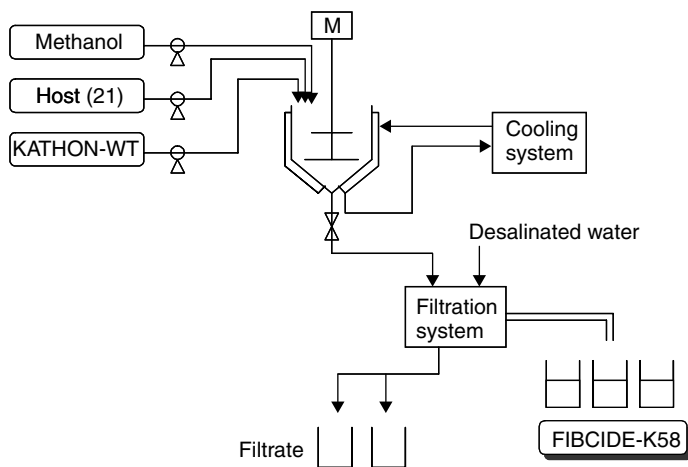 M
Methanol
Host (21)
KATHON-WT
Cooling
system
Desalinated water
Filtration
system
Filtrate
FIBCIDE-K58